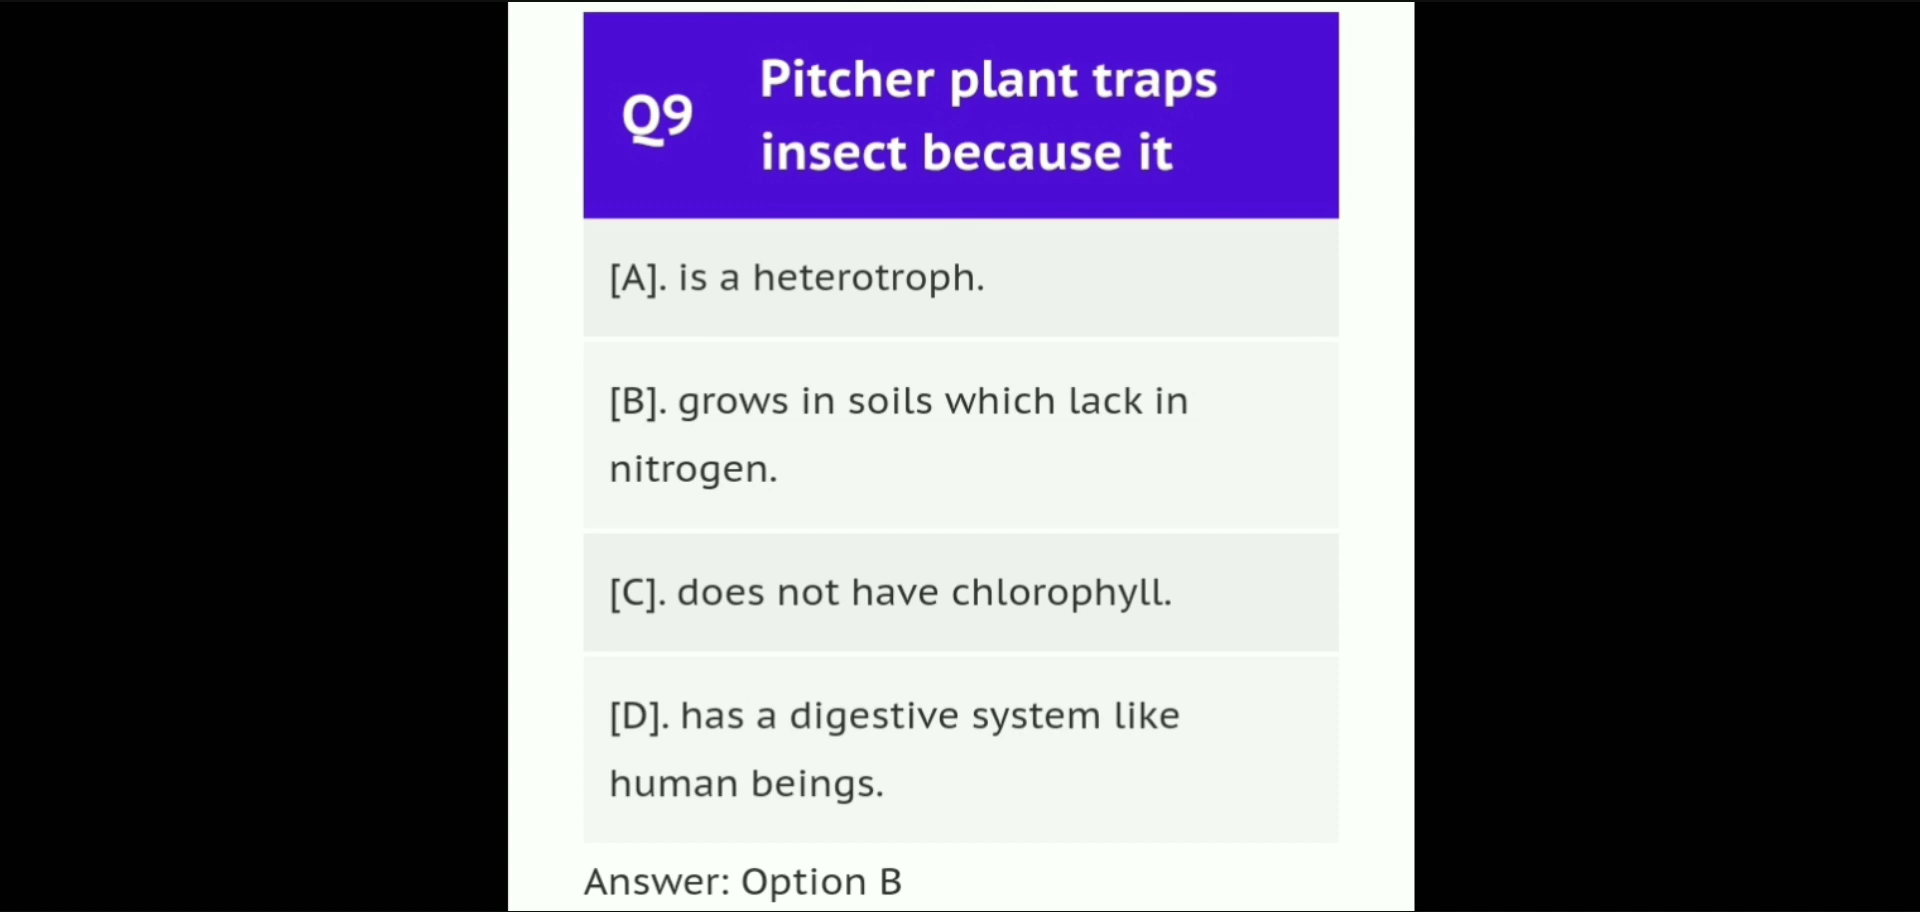 Q9
Pitcher plant traps
insect because it
[A]. is a heterotroph.
[B]. grows in soils which lack in
nitrogen.
[C]. does not have chlorophyll.
[D]. has a digestive system like
human beings.
Answer: Option B